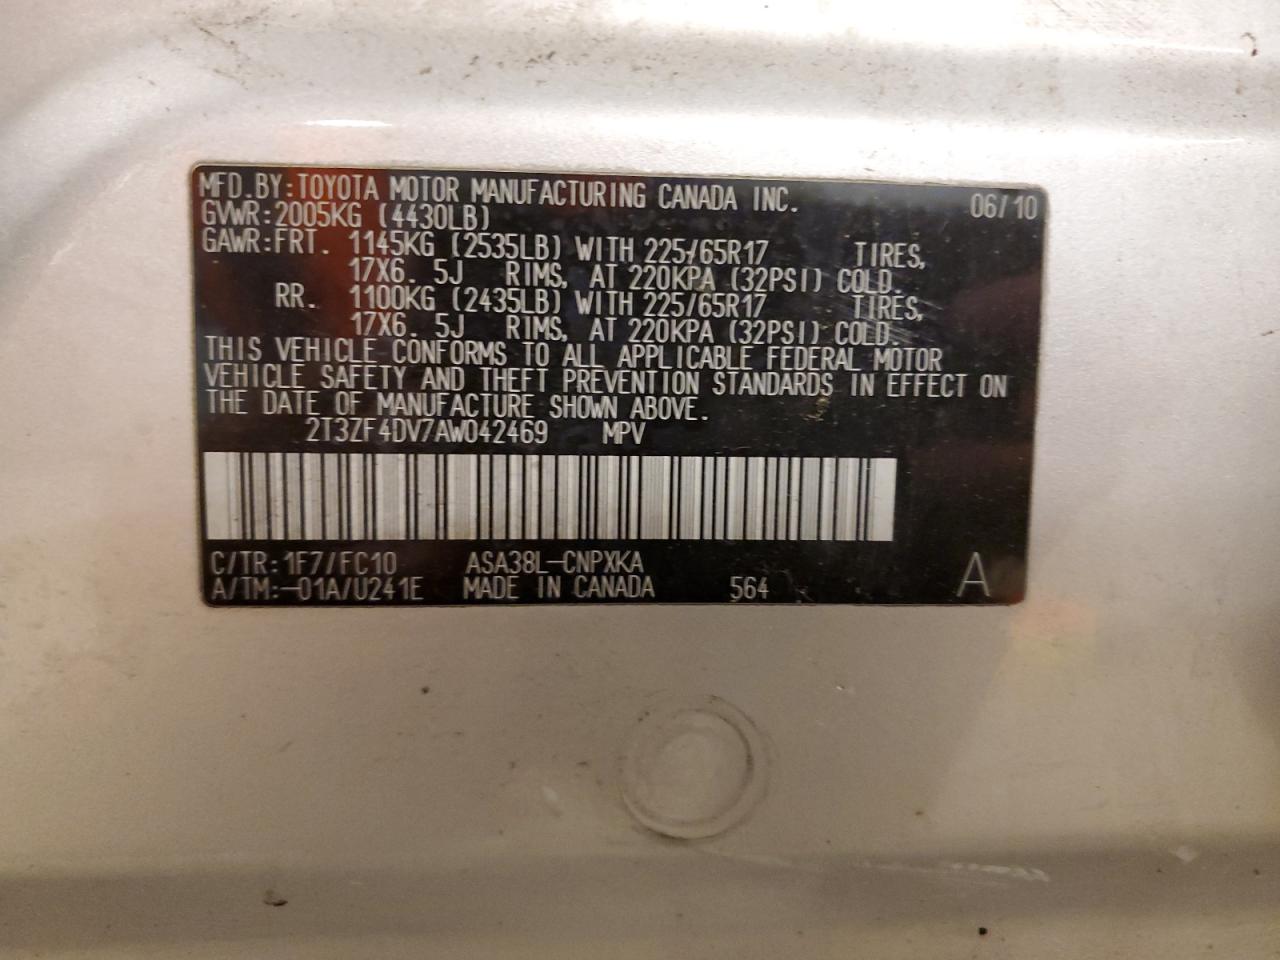 MFD.BY:TOYOTA MOTOR MANUFACTURING CANADA INC. 06/10
GVWR:2005KG (4430LB)
GAWR:FRT. 1145KG (2535LB) WITH 225/65R17 TIRES,
17X6.5J RIMS, AT 220KPA (32PSI) COLD.
RR. 1100KG (2435LB) WITH 225/65R17 TIRES,
17X6.5J RIMS, AT 220KPA (32PSI) COLD.
THIS VEHICLE CONFORMS TO ALL APPLICABLE FEDERAL MOTOR
VEHICLE SAFETY AND THEFT PREVENTION STANDARDS IN EFFECT ON
THE DATE OF MANUFACTURE SHOWN ABOVE.
2T3ZF4DV7AW042469 MPV
C/TR:1F7/FC10 ASA38L-CNPXKA
A/TM:-01A/U241E MADE IN CANADA 564 A